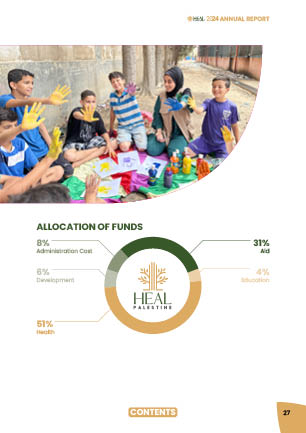 HEAL 2024 ANNUAL REPORT
ALLOCATION OF FUNDS
8%
Administration Cost
31%
Aid
6%
Development
4%
Education
HEAL
PALESTINE
51%
Health
CONTENTS
27